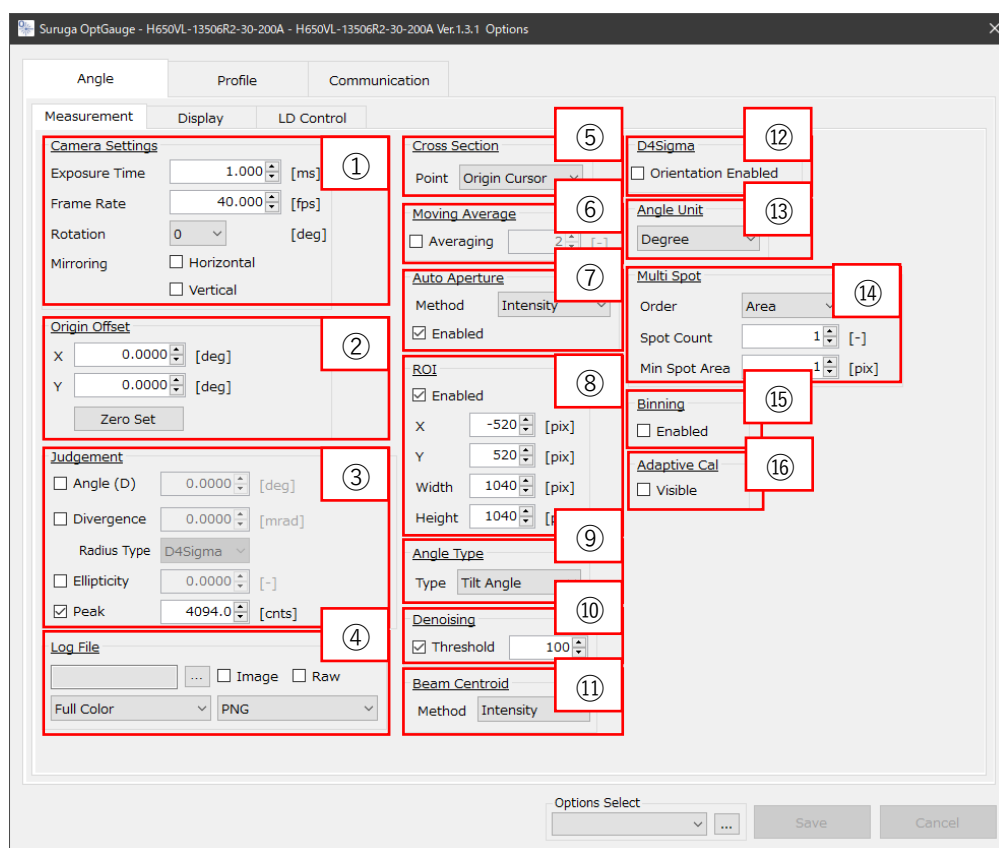 Suruga OptGauge - H650VL-13506R2-30-200A - H650VL-13506R2-30-200A Ver.1.3.1 Options
Angle Profile Communication
Measurement Display LD Control
Camera Settings ①
Exposure Time 1.000 [ms]
Frame Rate 40.000 [fps]
Rotation 0 [deg]
Mirroring Horizontal
Vertical
Origin Offset ②
X 0.0000 [deg]
Y 0.0000 [deg]
Zero Set
Judgement ③
Angle (D) 0.0000 [deg]
Divergence 0.0000 [mrad]
Radius Type D4Sigma
Ellipticity 0.0000 [-]
Peak 4094.0 [cnts]
Log File ④
... Image Raw
Full Color PNG
Cross Section ⑤
Point Origin Cursor
Moving Average ⑥
Averaging 2 [-]
Auto Aperture ⑦
Method Intensity
Enabled
ROI ⑧
Enabled
X -520 [pix]
Y 520 [pix]
Width 1040 [pix]
Height 1040
Angle Type ⑨
Type Tilt Angle
Denoising ⑩
Threshold 100
Beam Centroid ⑪
Method Intensity
D4Sigma ⑫
Orientation Enabled
Angle Unit ⑬
Degree
Multi Spot ⑭
Order Area
Spot Count 1 [-]
Min Spot Area 1 [pix]
Binning ⑮
Enabled
Adaptive Cal ⑯
Visible
Options Select
... Save Cancel